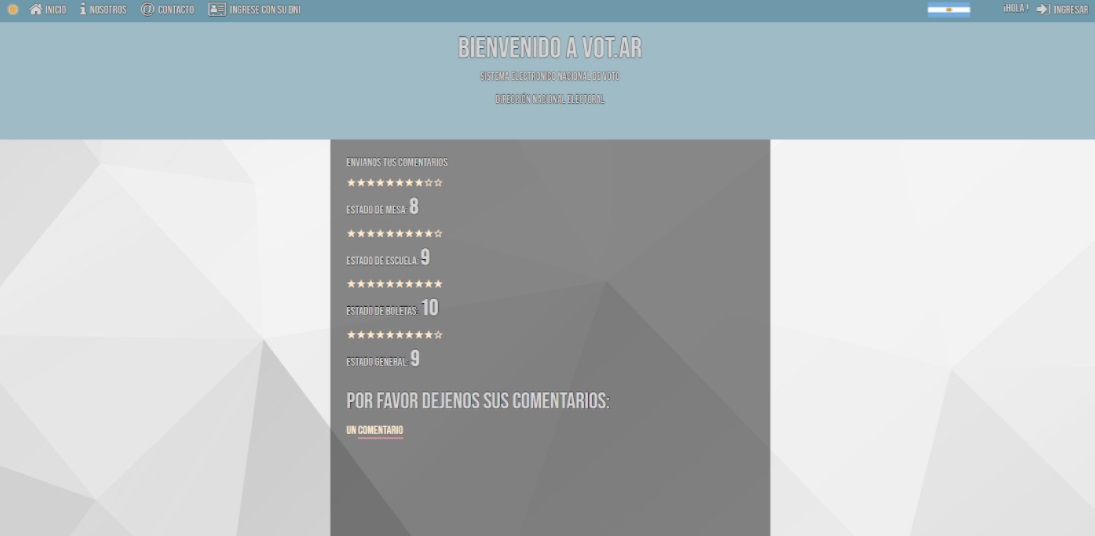 INICIO NOSOTROS @ CONTACTO INGRESE CON SU DNI ¡HOLA ! INGRESAR
BIENVENIDO A VOT.AR
SISTEMA ELECTRONICO NACIONAL DE VOTO
DIRECCIÓN NACIONAL ELECTORAL
ENVIANOS TUS COMENTARIOS
★★★★★★★★☆☆
ESTADO DE MESA: 8
★★★★★★★★★☆
ESTADO DE ESCUELA: 9
★★★★★★★★★★
ESTADO DE BOLETAS: 10
★★★★★★★★★☆
ESTADO GENERAL: 9
POR FAVOR DEJENOS SUS COMENTARIOS:
UN COMENTARIO